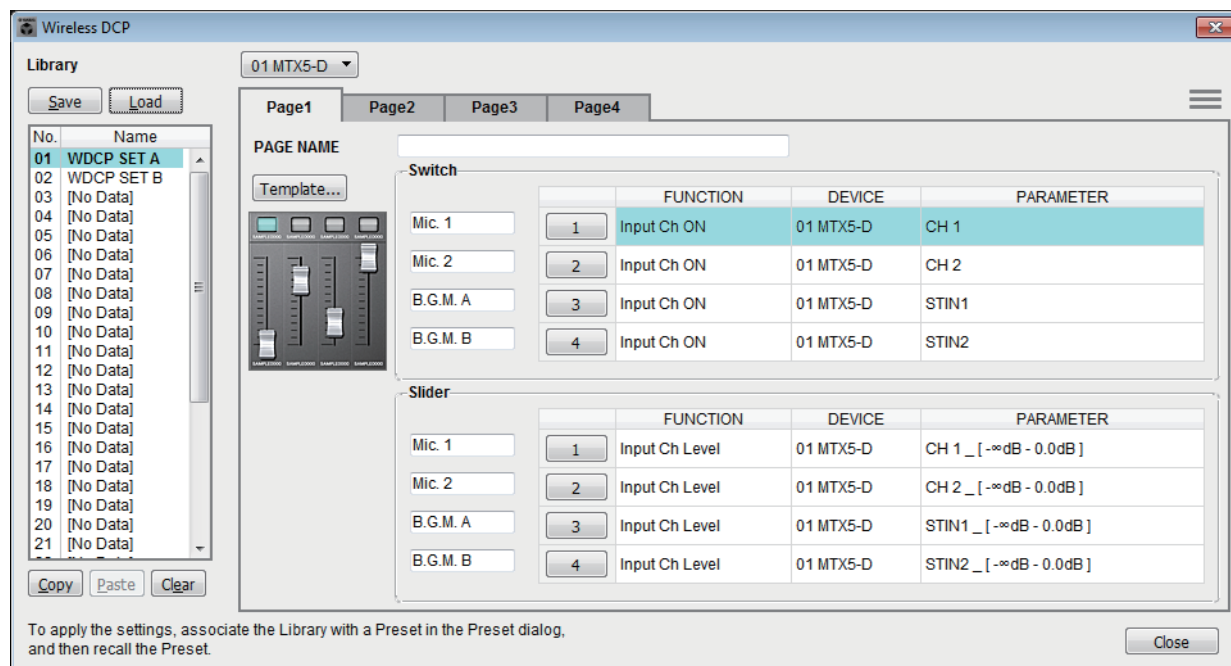 Wireless DCP
Library
01 MTX5-D
Save Load
Page1 Page2 Page3 Page4
No. Name
01 WDCP SET A
02 WDCP SET B
03 [No Data]
04 [No Data]
05 [No Data]
06 [No Data]
07 [No Data]
08 [No Data]
09 [No Data]
10 [No Data]
11 [No Data]
12 [No Data]
13 [No Data]
14 [No Data]
15 [No Data]
16 [No Data]
17 [No Data]
18 [No Data]
19 [No Data]
20 [No Data]
21 [No Data]
Copy Paste Clear
PAGE NAME
Template...
Switch
FUNCTION DEVICE PARAMETER
Mic. 1 1 Input Ch ON 01 MTX5-D CH 1
Mic. 2 2 Input Ch ON 01 MTX5-D CH 2
B.G.M. A 3 Input Ch ON 01 MTX5-D STIN1
B.G.M. B 4 Input Ch ON 01 MTX5-D STIN2
Slider
FUNCTION DEVICE PARAMETER
Mic. 1 1 Input Ch Level 01 MTX5-D CH 1 _ [ -∞dB - 0.0dB ]
Mic. 2 2 Input Ch Level 01 MTX5-D CH 2 _ [ -∞dB - 0.0dB ]
B.G.M. A 3 Input Ch Level 01 MTX5-D STIN1 _ [ -∞dB - 0.0dB ]
B.G.M. B 4 Input Ch Level 01 MTX5-D STIN2 _ [ -∞dB - 0.0dB ]
To apply the settings, associate the Library with a Preset in the Preset dialog,
and then recall the Preset.
Close